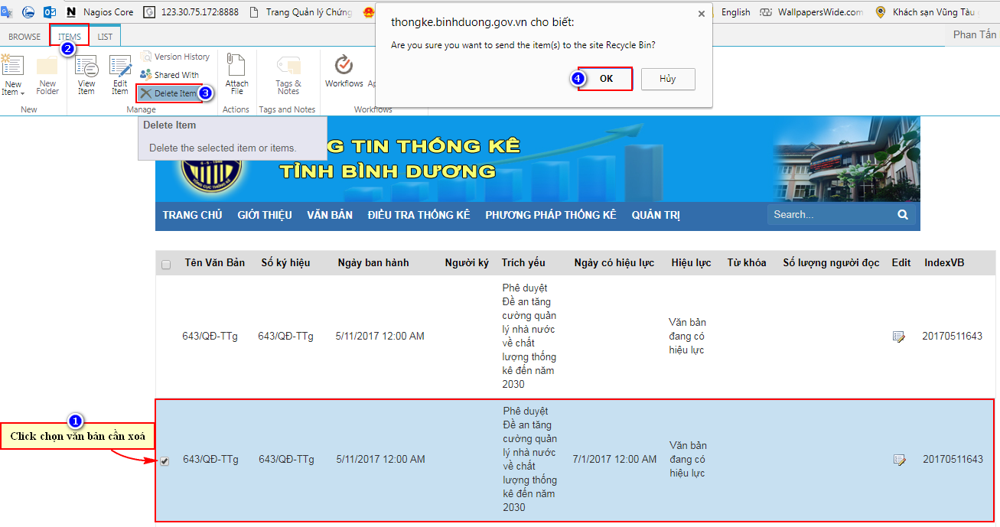 Nagios Core
123.30.75.172:8888
Trang Quản lý Chứng
English
WallpapersWide.com
Khách sạn Vũng Tàu
thongke.binhduong.gov.vn cho biết:
Are you sure you want to send the item(s) to the site Recycle Bin?
4
OK
Hủy
BROWSE
ITEMS
LIST
Phan Tấn
2
New
Item
New
Folder
New
View
Item
Edit
Item
Version History
Shared With
Delete Item
3
Manage
Attach
File
Actions
Tags &
Notes
Tags and Notes
Workflows
Workflows
Delete Item
Delete the selected item or items.
G TIN THỐNG KÊ
TỈNH BÌNH DƯƠNG
TỔNG CỤC THỐNG KÊ
TRANG CHỦ
GIỚI THIỆU
VĂN BẢN
ĐIỀU TRA THỐNG KÊ
PHƯƠNG PHÁP THỐNG KÊ
QUẢN TRỊ
Search...
Tên Văn Bản
Số ký hiệu
Ngày ban hành
Người ký
Trích yếu
Ngày có hiệu lực
Hiệu lực
Từ khóa
Số lượng người đọc
Edit
IndexVB
643/QĐ-TTg
643/QĐ-TTg
5/11/2017 12:00 AM
Phê duyệt
Đề an tăng
cường quản
lý nhà nước
về chất
lượng thống
kê đến năm
2030
Văn bản
đang có
hiệu lực
20170511643
1
Click chọn văn bản cần xoá
643/QĐ-TTg
643/QĐ-TTg
5/11/2017 12:00 AM
Phê duyệt
Đề an tăng
cường quản
lý nhà nước
về chất
lượng thống
kê đến năm
2030
7/1/2017 12:00 AM
Văn bản
đang có
hiệu lực
20170511643